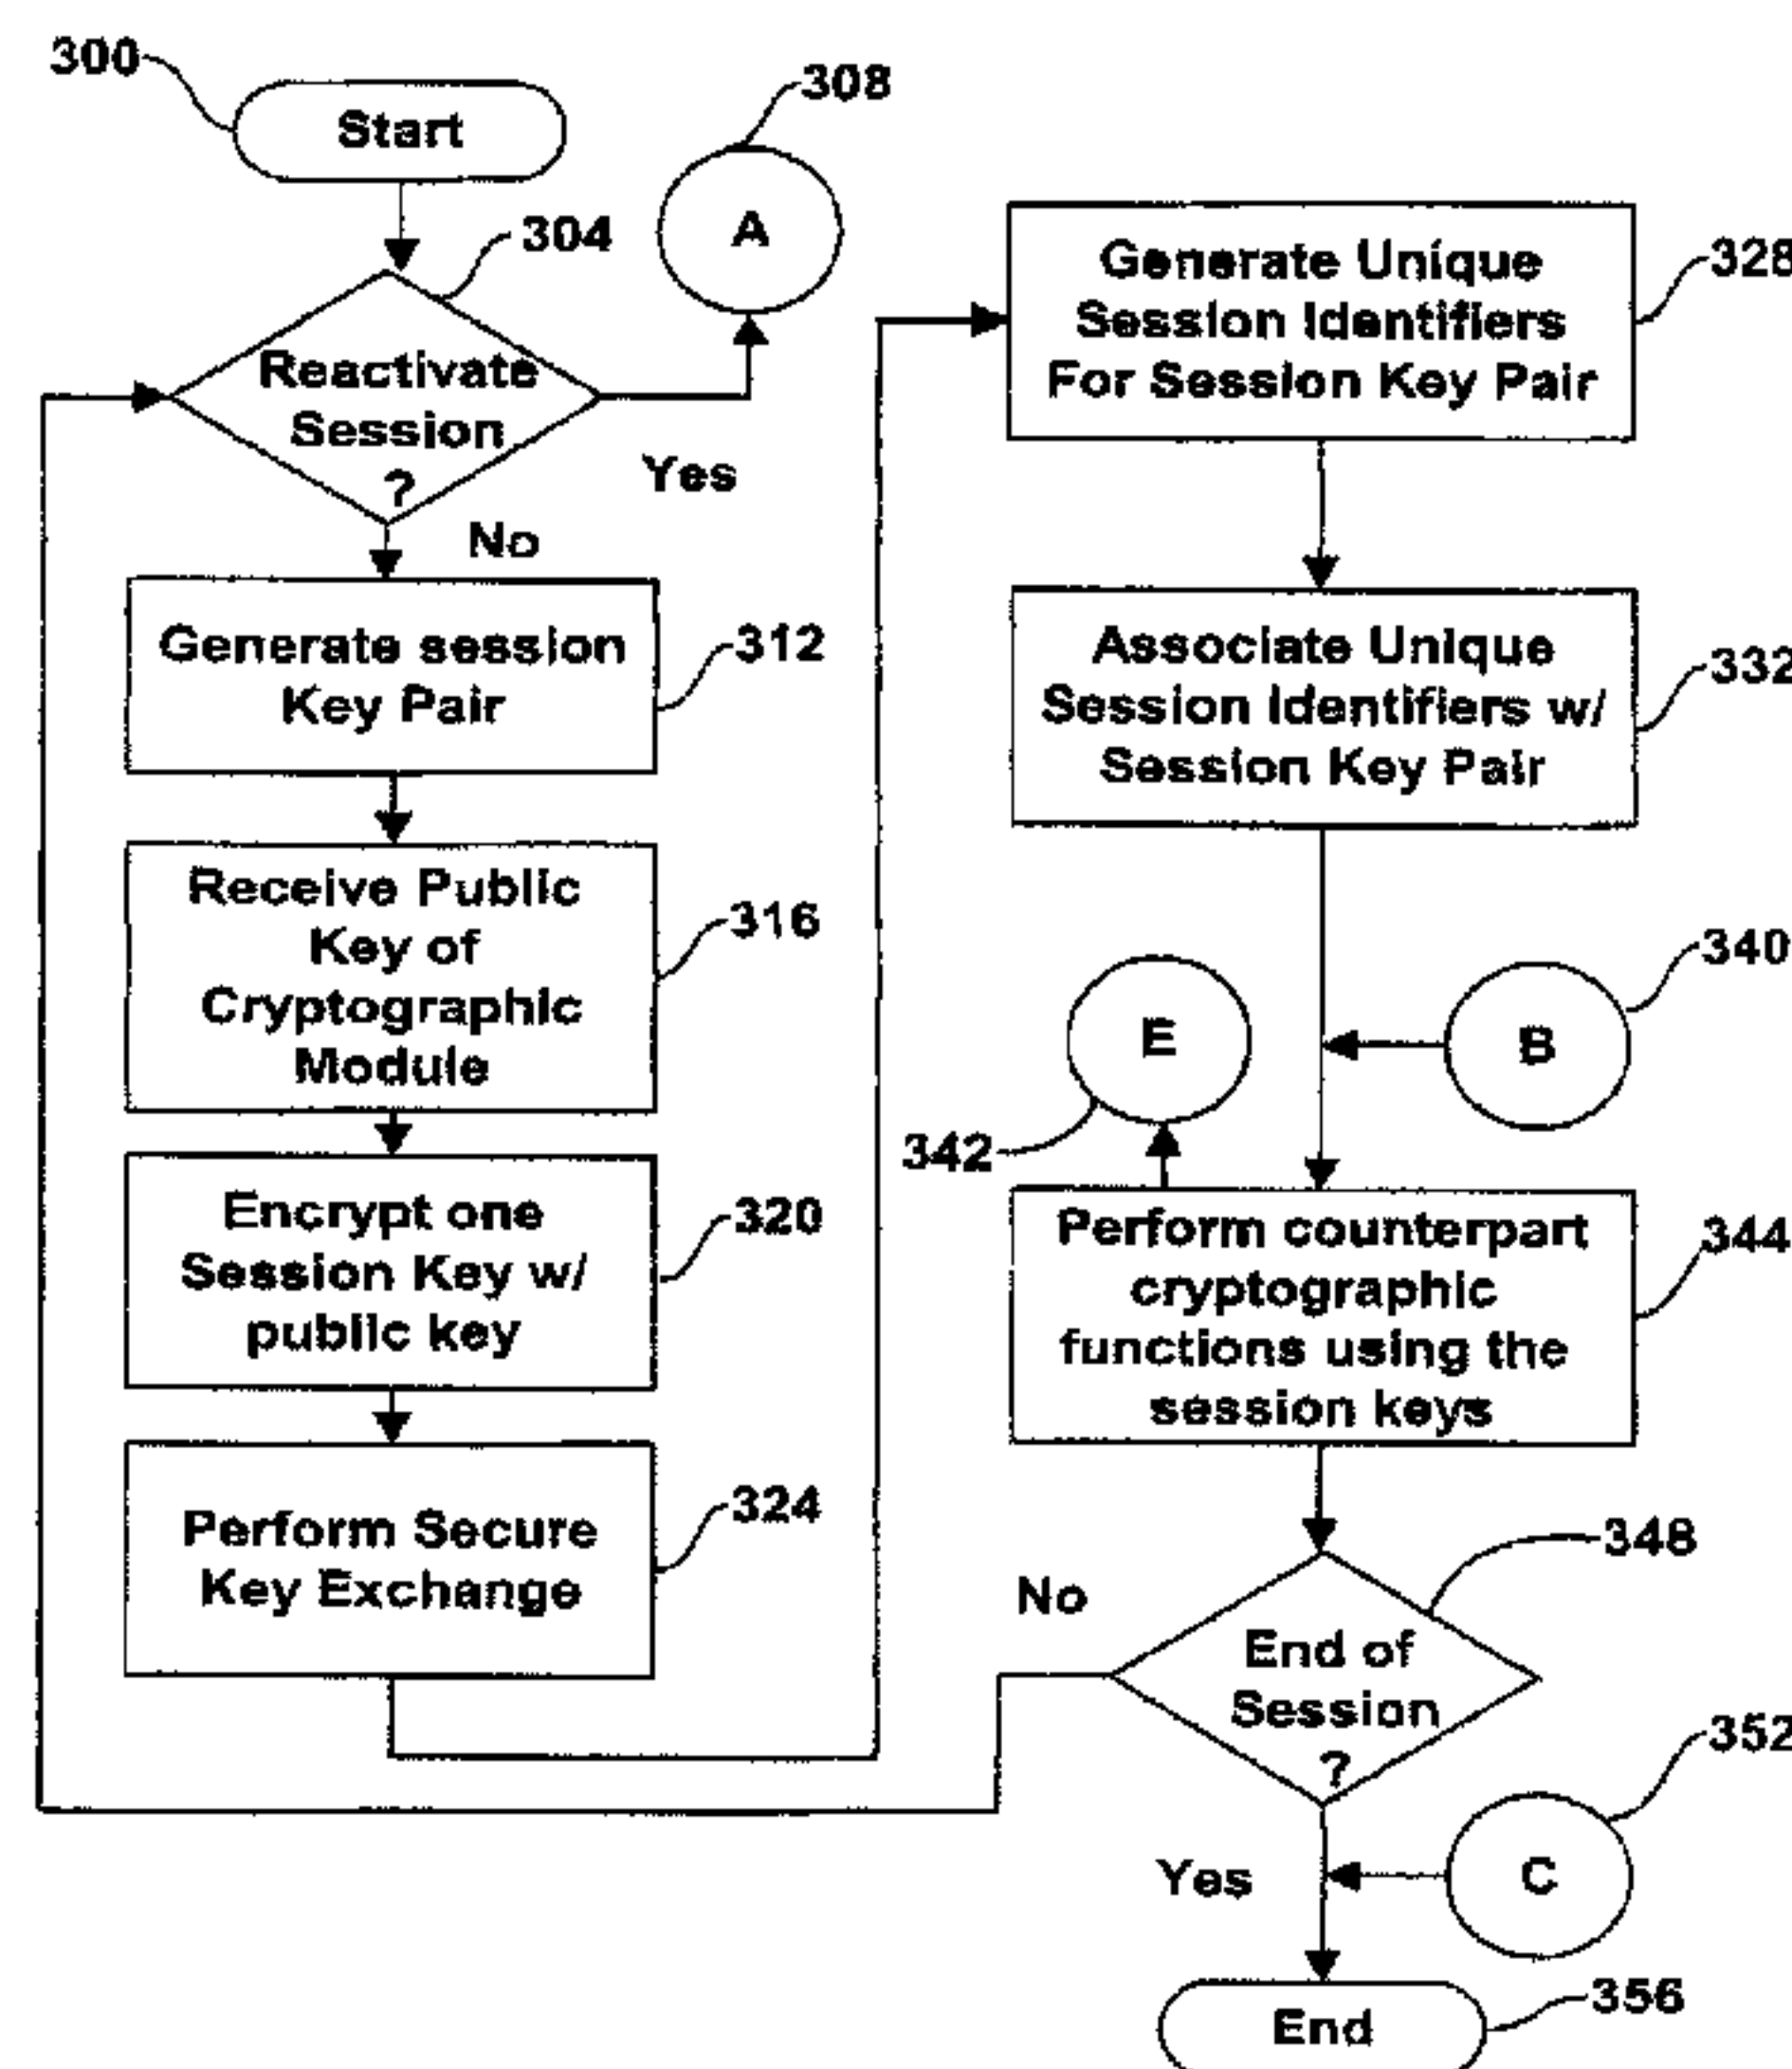 300
Start
308
A
304
Reactivate
Session
?
Yes
No
Generate session
Key Pair
312
Receive Public
Key of
Cryptographic
Module
316
Encrypt one
Session Key w/
public key
320
Perform Secure
Key Exchange
324
Generate Unique
Session Identifiers
For Session Key Pair
328
Associate Unique
Session Identifiers w/
Session Key Pair
332
340
B
E
342
Perform counterpart
cryptographic
functions using the
session keys
344
348
No
End of
Session
?
352
Yes
C
356
End